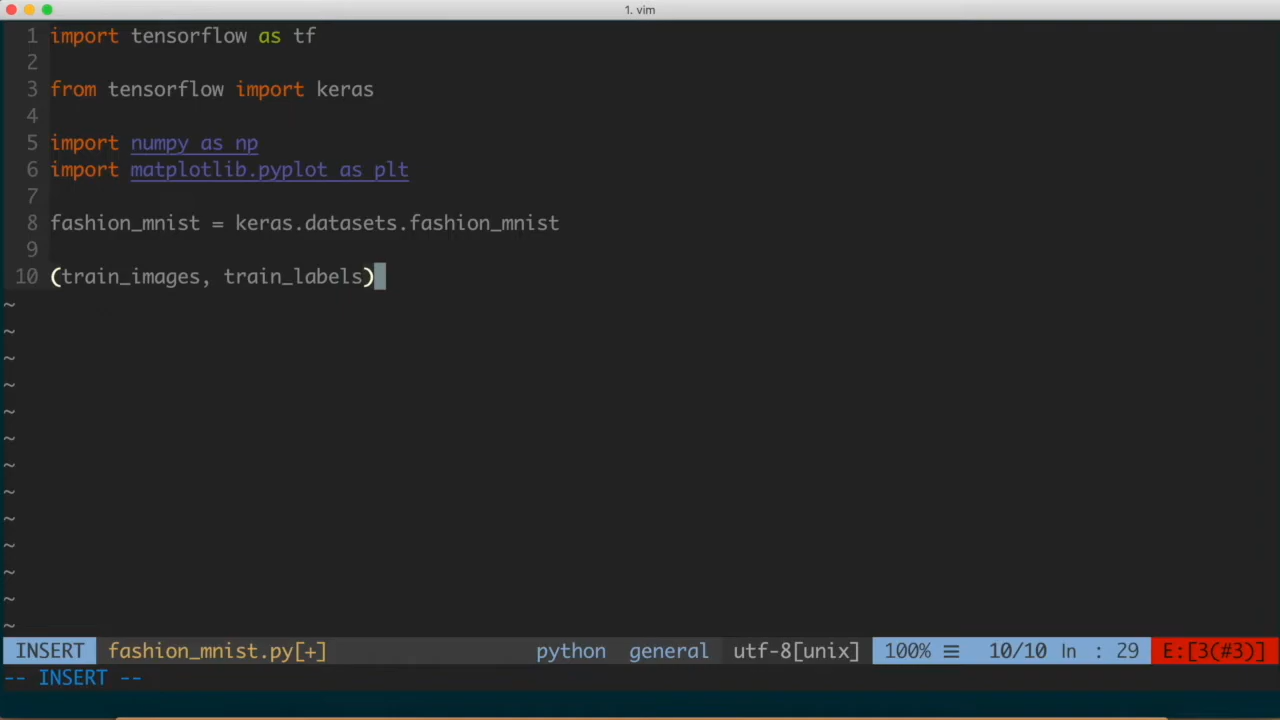 1. vim
1 import tensorflow as tf
2
3 from tensorflow import keras
4
5 import numpy as np
6 import matplotlib.pyplot as plt
7
8 fashion_mnist = keras.datasets.fashion_mnist
9
10 (train_images, train_labels)
~
~
~
~
~
~
~
~
~
~
~
~
~
INSERT fashion_mnist.py[+] python general utf-8[unix] 100% ☰ 10/10 ln : 29 E:[3(#3)]
-- INSERT --